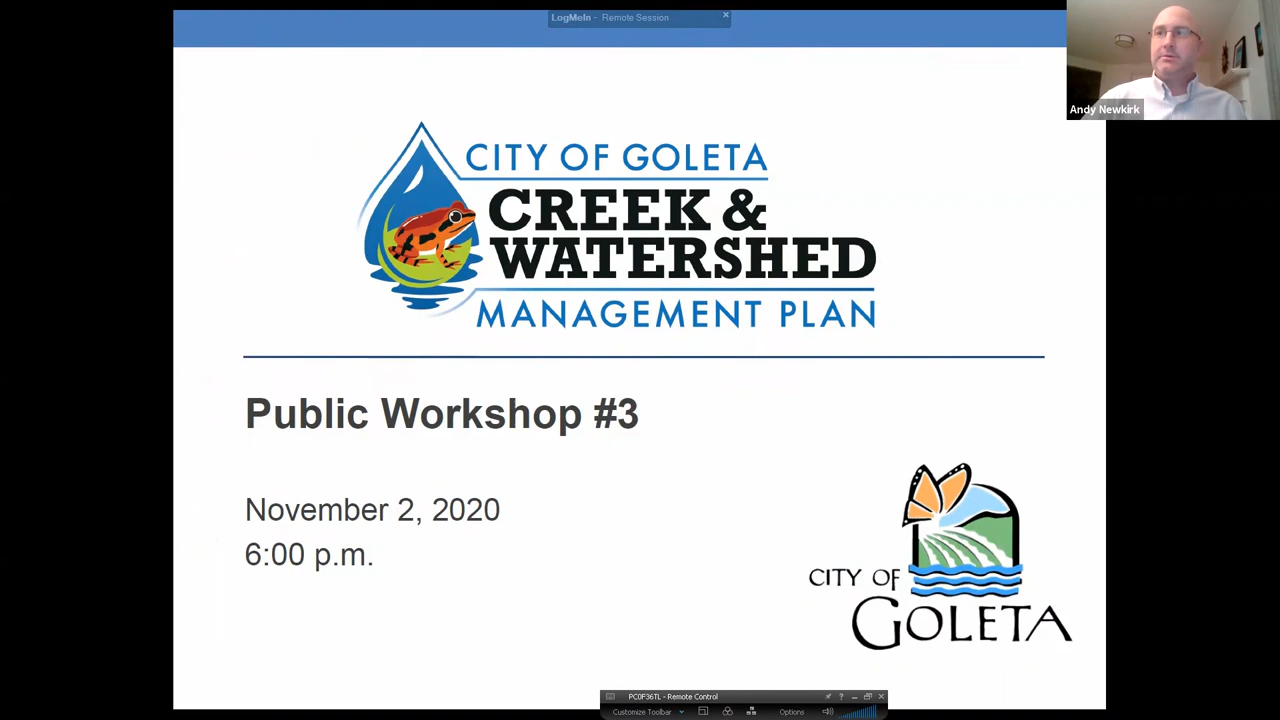 LogMeIn - Remote Session
Andy Newkirk
CITY OF GOLETA
CREEK &
WATERSHED
MANAGEMENT PLAN
Public Workshop #3
November 2, 2020
6:00 p.m.
CITY OF
GOLETA
PC0F36TL - Remote Control
Customize Toolbar
Options